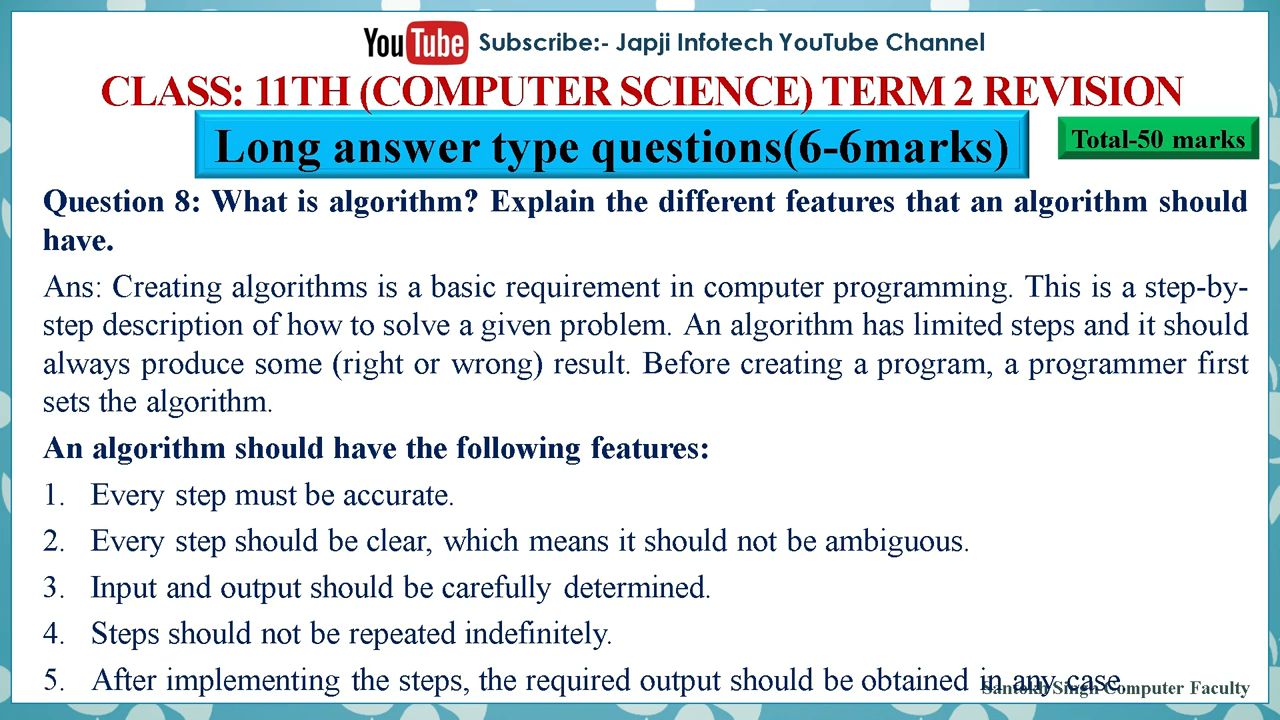 YouTube Subscribe:- Japji Infotech YouTube Channel
CLASS: 11TH (COMPUTER SCIENCE) TERM 2 REVISION
Long answer type questions(6-6marks)
Total-50 marks
Question 8: What is algorithm? Explain the different features that an algorithm should
have.
Ans: Creating algorithms is a basic requirement in computer programming. This is a step-by-
step description of how to solve a given problem. An algorithm has limited steps and it should
always produce some (right or wrong) result. Before creating a program, a programmer first
sets the algorithm.
An algorithm should have the following features:
1. Every step must be accurate.
2. Every step should be clear, which means it should not be ambiguous.
3. Input and output should be carefully determined.
4. Steps should not be repeated indefinitely.
5. After implementing the steps, the required output should be obtained in any case
Santokh Singh Computer Faculty